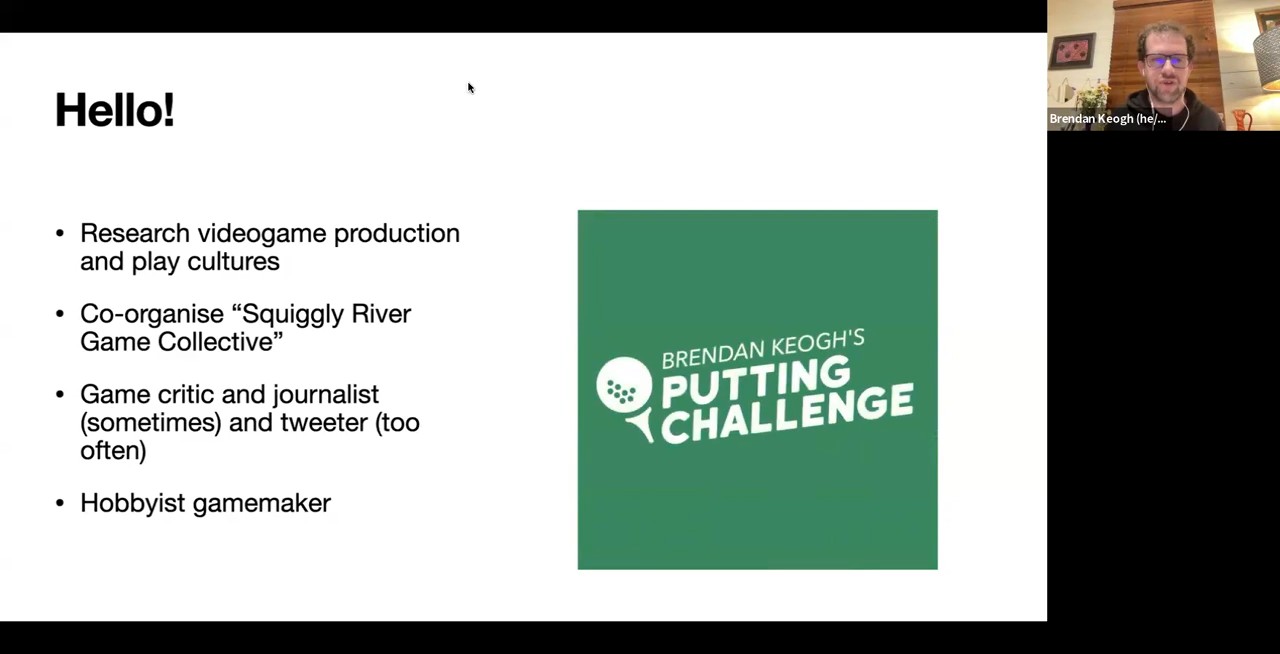 Hello!
• Research videogame production
and play cultures
• Co-organise “Squiggly River
Game Collective”
• Game critic and journalist
(sometimes) and tweeter (too
often)
• Hobbyist gamemaker
BRENDAN KEOGH'S
PUTTING
CHALLENGE
Brendan Keogh (he/...